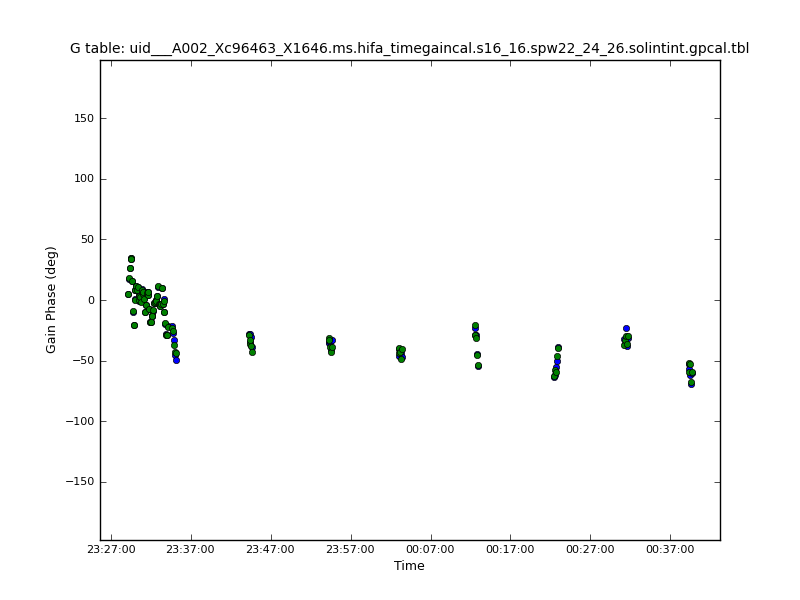 G table: uid___A002_Xc96463_X1646.ms.hifa_timegaincal.s16_16.spw22_24_26.solintint.gpcal.tbl
150
100
50
0
−50
−100
−150
Gain Phase (deg)
23:27:00 23:37:00 23:47:00 23:57:00 00:07:00 00:17:00 00:27:00 00:37:00
Time